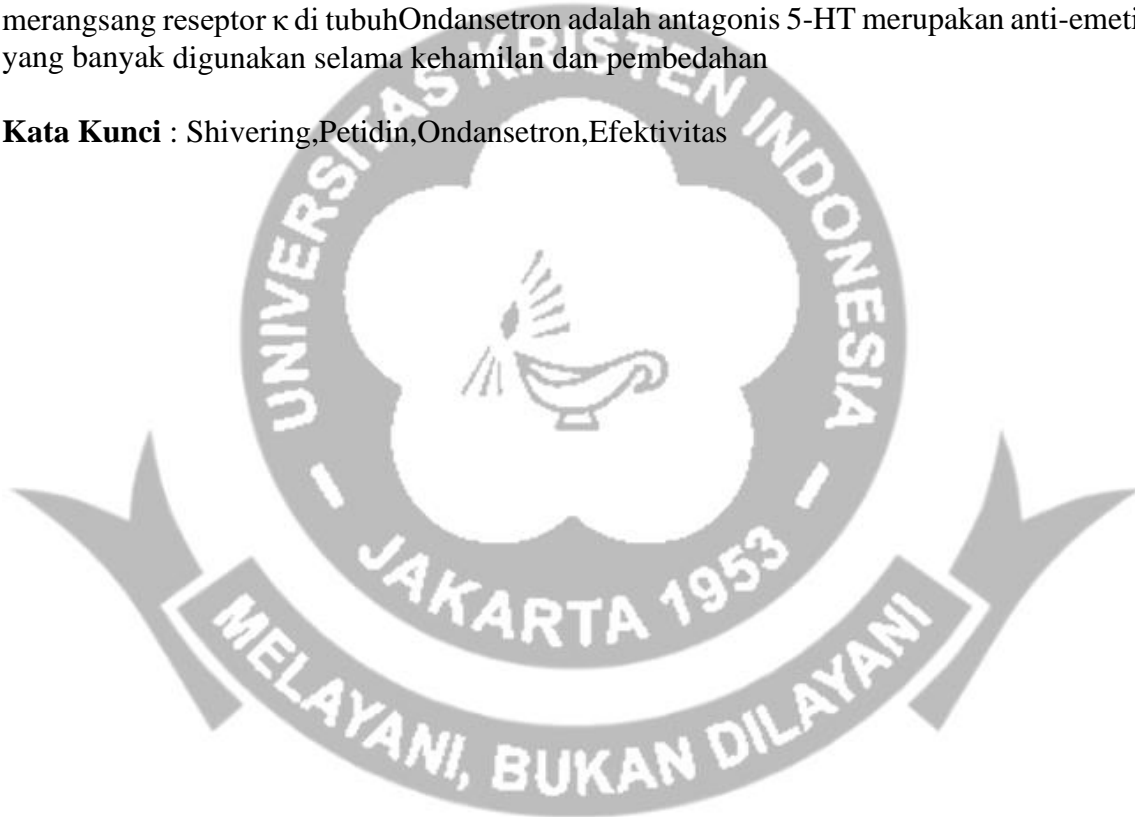 merangsang reseptor κ di tubuhOndansetron adalah antagonis 5-HT merupakan anti-emeti
yang banyak digunakan selama kehamilan dan pembedahan
Kata Kunci : Shivering,Petidin,Ondansetron,Efektivitas
UNIVERSITAS KRISTEN INDONESIA
- JAKARTA 1953 -
MELAYANI, BUKAN DILAYANI